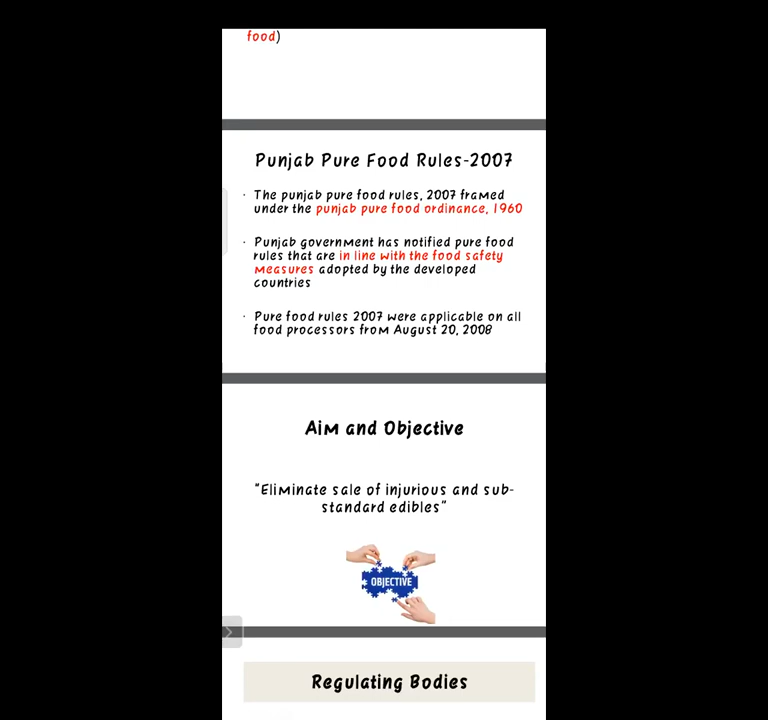 food)
Punjab Pure Food Rules-2007
· The punjab pure food rules, 2007 framed
under the punjab pure food ordinance, 1960
· Punjab government has notified pure food
rules that are in line with the food safety
measures adopted by the developed
countries
· Pure food rules 2007 were applicable on all
food processors from August 20, 2008
Aim and Objective
"Eliminate sale of injurious and sub-
standard edibles"
OBJECTIVE
Regulating Bodies